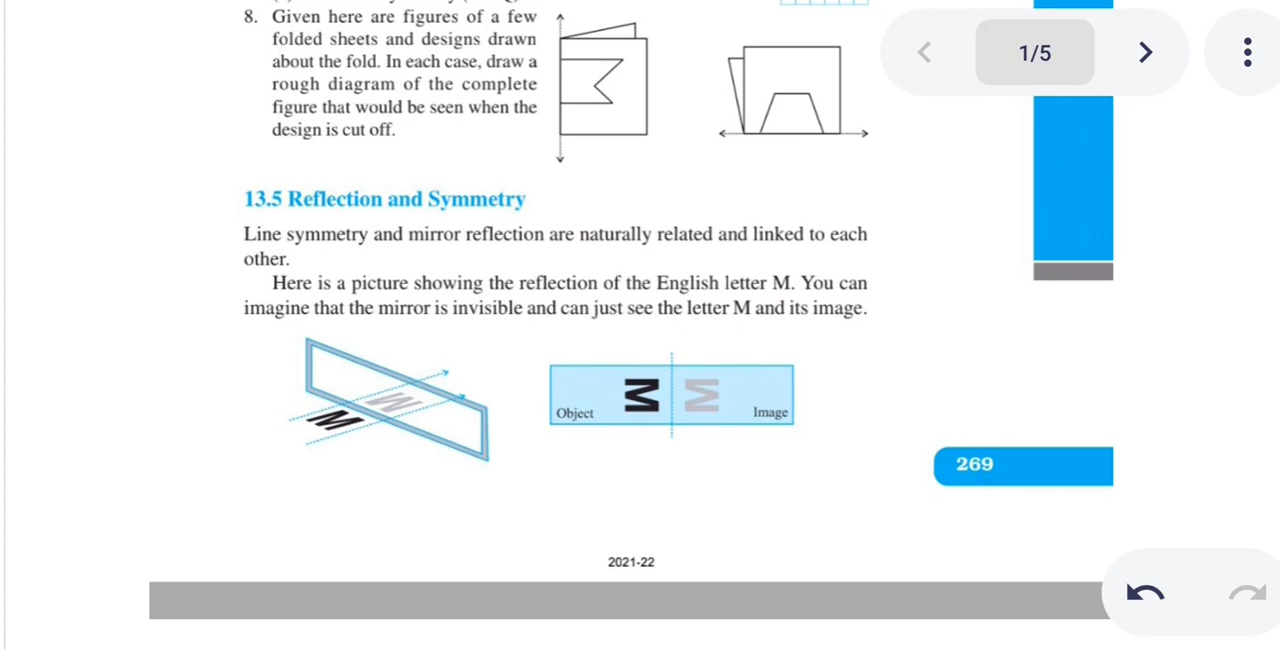 8. Given here are figures of a few
folded sheets and designs drawn
about the fold. In each case, draw a
rough diagram of the complete
figure that would be seen when the
design is cut off.
1/5
13.5 Reflection and Symmetry
Line symmetry and mirror reflection are naturally related and linked to each
other.
Here is a picture showing the reflection of the English letter M. You can
imagine that the mirror is invisible and can just see the letter M and its image.
M M
M M
Object Image
269
2021-22